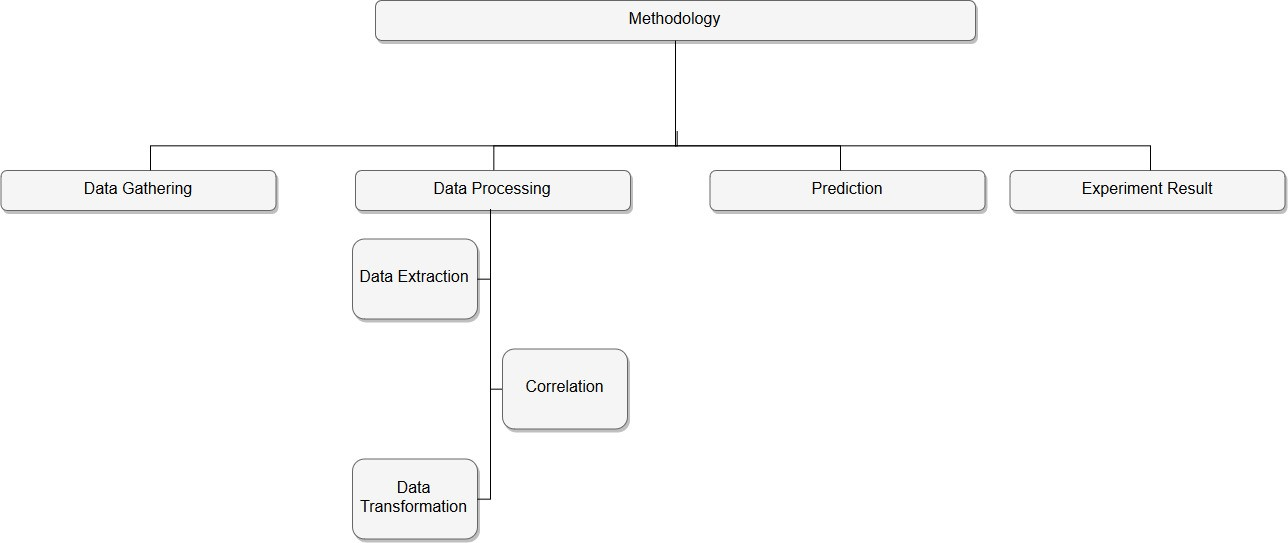 Methodology
Data Gathering
Data Processing
Prediction
Experiment Result
Data Extraction
Correlation
Data
Transformation